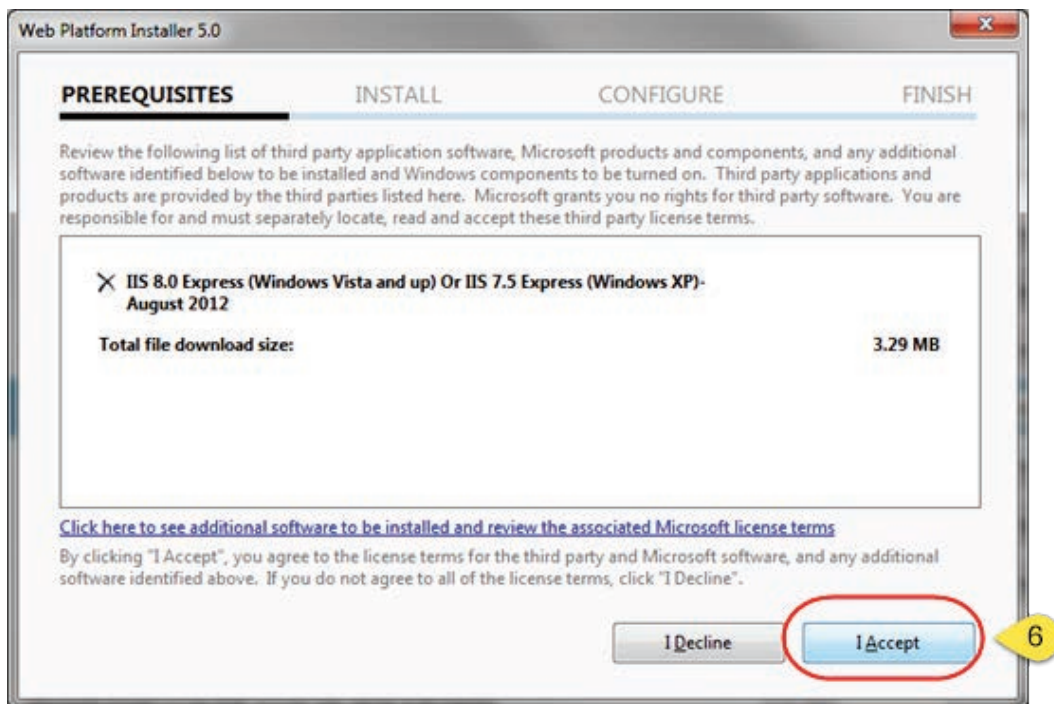 Web Platform Installer 5.0
PREREQUISITES INSTALL CONFIGURE FINISH
Review the following list of third party application software, Microsoft products and components, and any additional
software identified below to be installed and Windows components to be turned on. Third party applications and
products are provided by the third parties listed here. Microsoft grants you no rights for third party software. You are
responsible for and must separately locate, read and accept these third party license terms.
IIS 8.0 Express (Windows Vista and up) Or IIS 7.5 Express (Windows XP)-
August 2012
Total file download size: 3.29 MB
Click here to see additional software to be installed and review the associated Microsoft license terms
By clicking "I Accept", you agree to the license terms for the third party and Microsoft software, and any additional
software identified above. If you do not agree to all of the license terms, click "I Decline".
I Decline I Accept 6